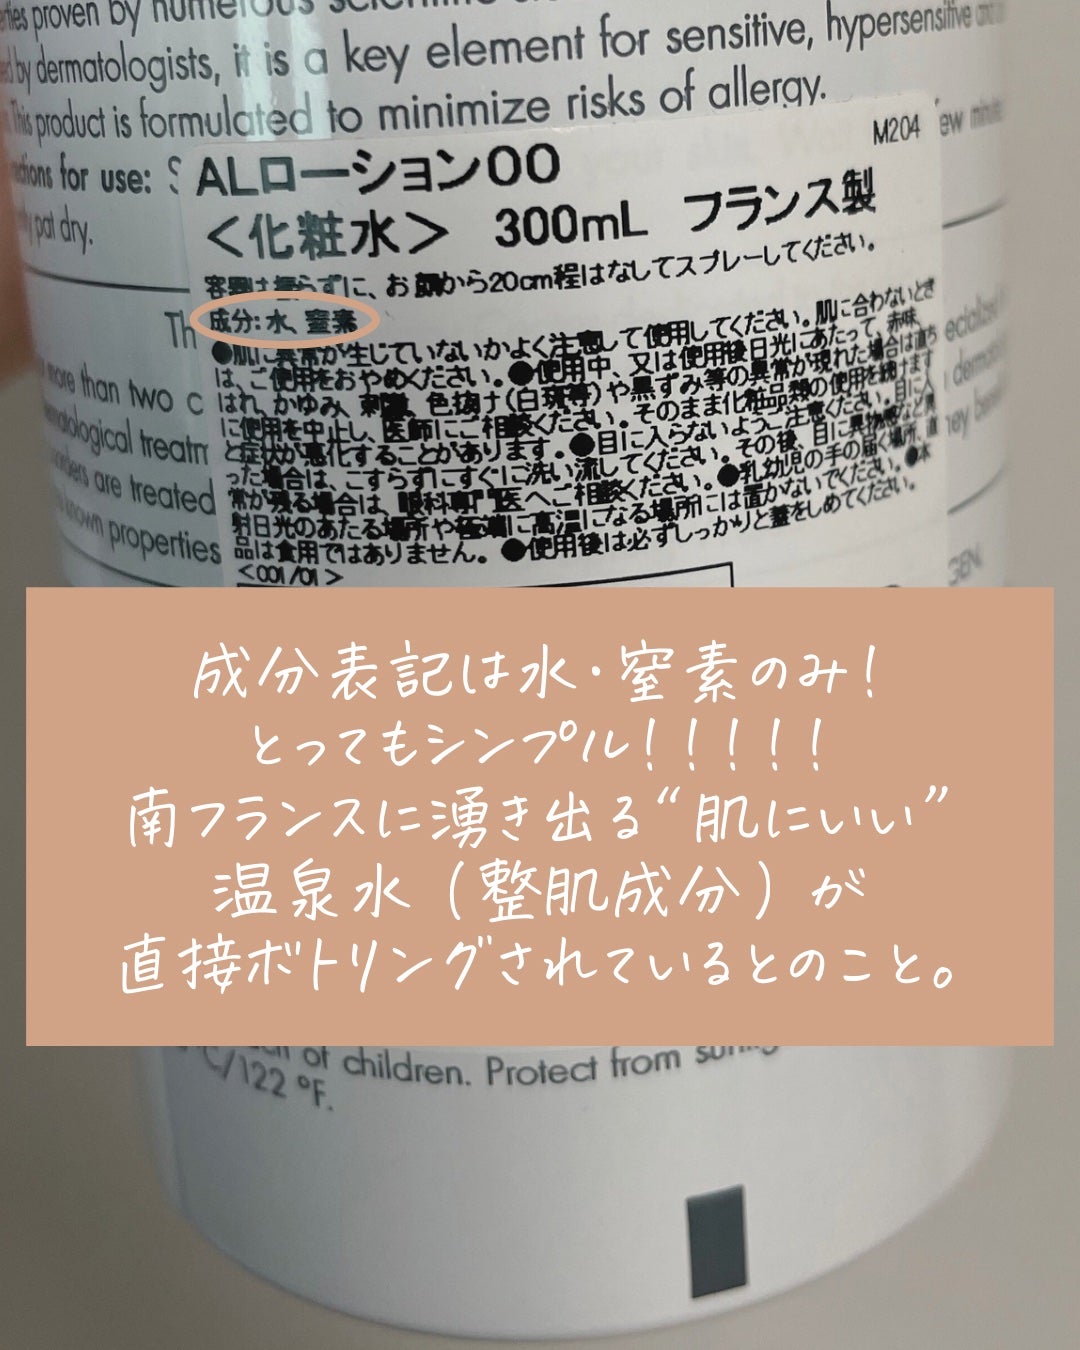 erties proven by numerous scientific
by dermatologists, it is a key element for sensitive, hypersensitive and
This product is formulated to minimize risks of allergy.
ctions for use: S
few minutes
pat dry.
M204
ALローション00
<化粧水> 300mL フランス製
容器は振らずに、お肌から20cm程はなしてスプレーしてください。
成分:水、窒素
●肌に異常が生じていないかよく注意して使用してください。肌に合わないとき
は、ご使用をおやめください。●使用中、又は使用後日光にあたって、赤味、
はれ、かゆみ、刺激、色抜け(白斑等)や黒ずみ等の異常が現れた場合は直ち
に使用を中止し、医師にご相談ください。そのまま化粧品類の使用を続けます
と症状が悪化することがあります。●目に入らないようご注意ください。目に入
った場合は、こすらずにすぐに洗い流してください。その後、目に異物感など異
常が残る場合は、眼科専門医へご相談ください。●乳幼児の手の届く場所、直
射日光のあたる場所や極端に高温になる場所には置かないでください。●本
品は食用ではありません。●使用後は必ずしっかりと蓋をしめてください。
<001/01>
Th
more than two c
treatm
are treated
known properties
成分表記は水・窒素のみ!
とってもシンプル!!!!!
南フランスに湧き出る“肌にいい”
温泉水(整肌成分)が
直接ボトリングされているとのこと。
of children. Protect from
°C/122 °F.